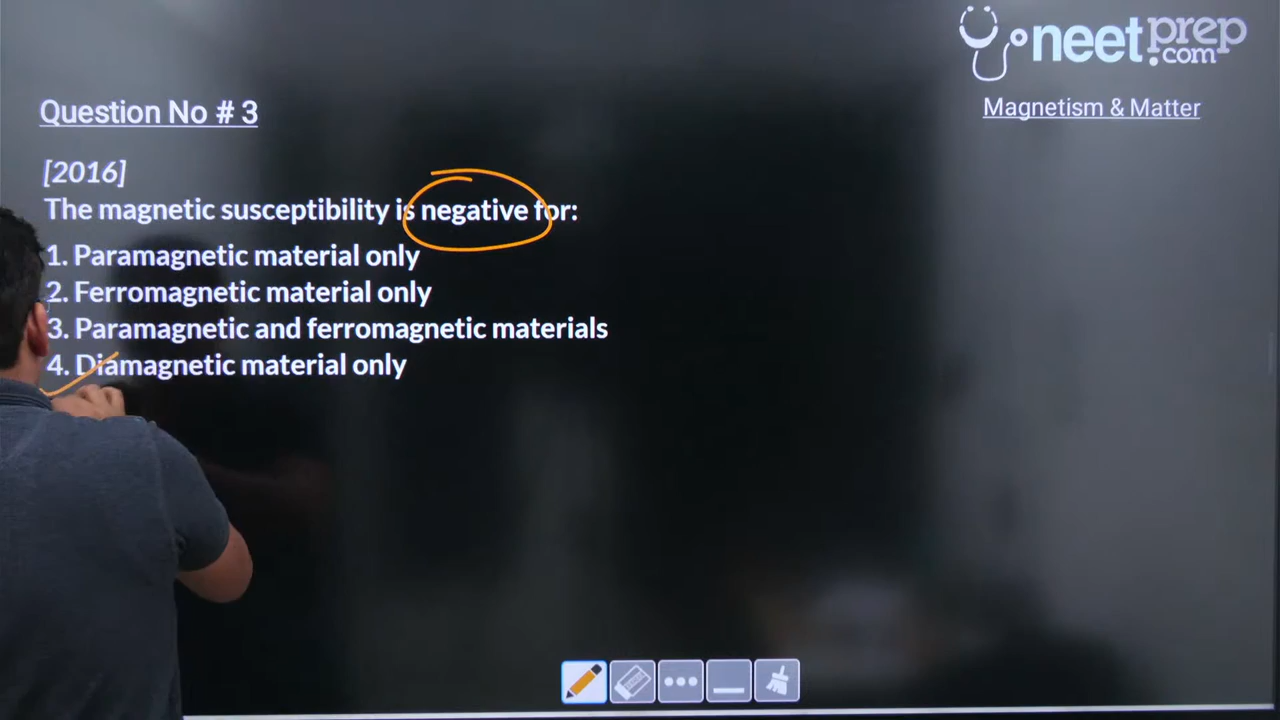 neetprep
.com
Question No # 3
Magnetism & Matter
[2016]
The magnetic susceptibility is negative for:
1. Paramagnetic material only
2. Ferromagnetic material only
3. Paramagnetic and ferromagnetic materials
4. Diamagnetic material only